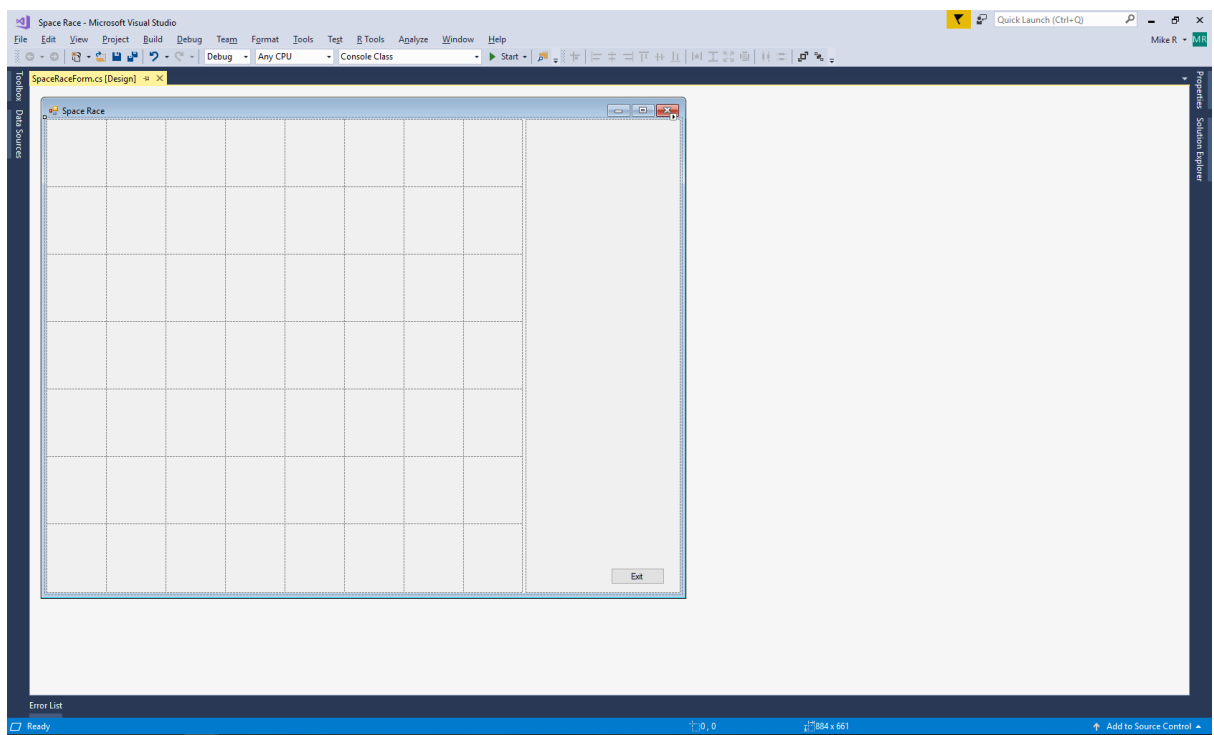 Space Race - Microsoft Visual Studio
Quick Launch (Ctrl+Q)
File Edit View Project Build Debug Team Format Tools Test R Tools Analyze Window Help
Mike R MR
Debug Any CPU Console Class Start
Toolbox
Data Sources
SpaceRaceForm.cs [Design]
Properties
Solution Explorer
Space Race
Exit
Error List
Ready
0 , 0
884 x 661
Add to Source Control